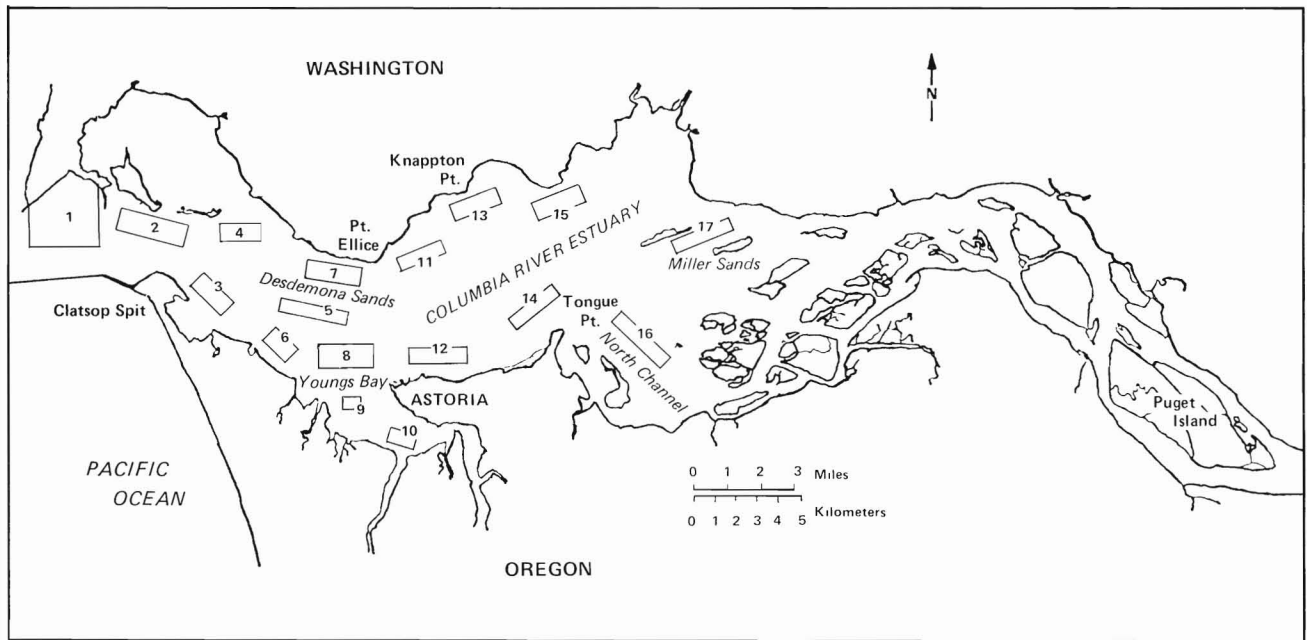 WASHINGTON
N
Knappton
Pt.
13
15
1
2
4
Pt.
Ellice
11
17
COLUMBIA RIVER ESTUARY
7
Miller Sands
Desdemona Sands
3
5
14
Tongue
Pt.
Clatsop Spit
6
16
8
12
North Channel
Youngs Bay
ASTORIA
9
10
Puget
Island
PACIFIC
OCEAN
0 1 2 3 Miles
0 1 2 3 4 5 Kilometers
OREGON